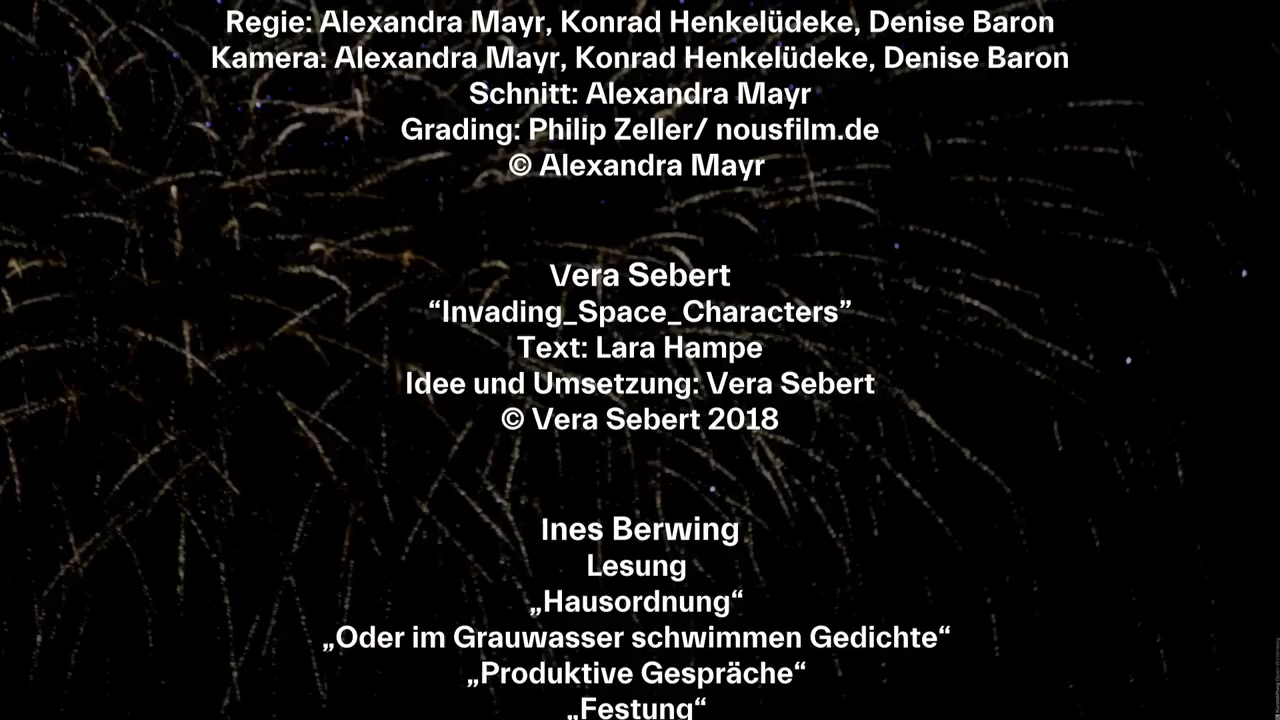 Regie: Alexandra Mayr, Konrad Henkelüdeke, Denise Baron
Kamera: Alexandra Mayr, Konrad Henkelüdeke, Denise Baron
Schnitt: Alexandra Mayr
Grading: Philip Zeller/ nousfilm.de
© Alexandra Mayr
Vera Sebert
“Invading_Space_Characters”
Text: Lara Hampe
Idee und Umsetzung: Vera Sebert
© Vera Sebert 2018
Ines Berwing
Lesung
„Hausordnung“
„Oder im Grauwasser schwimmen Gedichte“
„Produktive Gespräche“
„Festung“